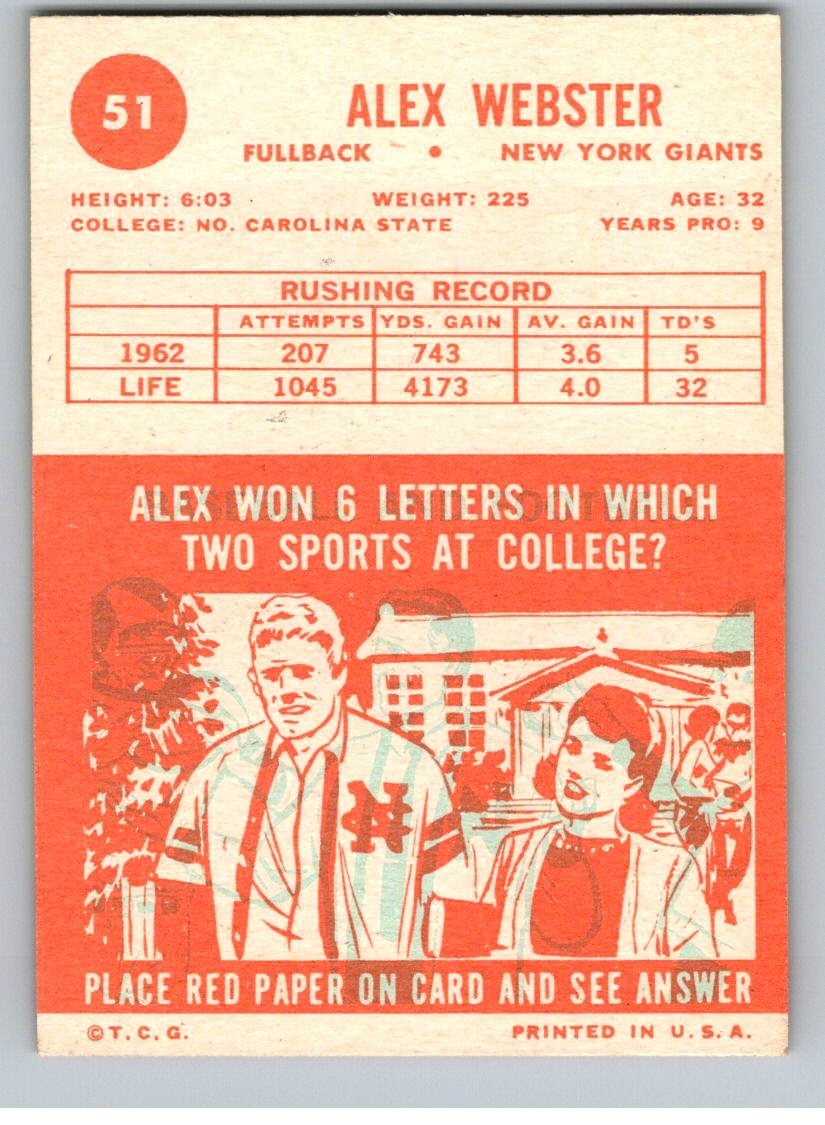 51
ALEX WEBSTER
FULLBACK • NEW YORK GIANTS
HEIGHT: 6:03 WEIGHT: 225 AGE: 32
COLLEGE: NO. CAROLINA STATE YEARS PRO: 9
RUSHING RECORD
ATTEMPTS YDS. GAIN AV. GAIN TD'S
1962 207 743 3.6 5
LIFE 1045 4173 4.0 32
ALEX WON 6 LETTERS IN WHICH
TWO SPORTS AT COLLEGE?
N
PLACE RED PAPER ON CARD AND SEE ANSWER
©T.C.G. PRINTED IN U.S.A.